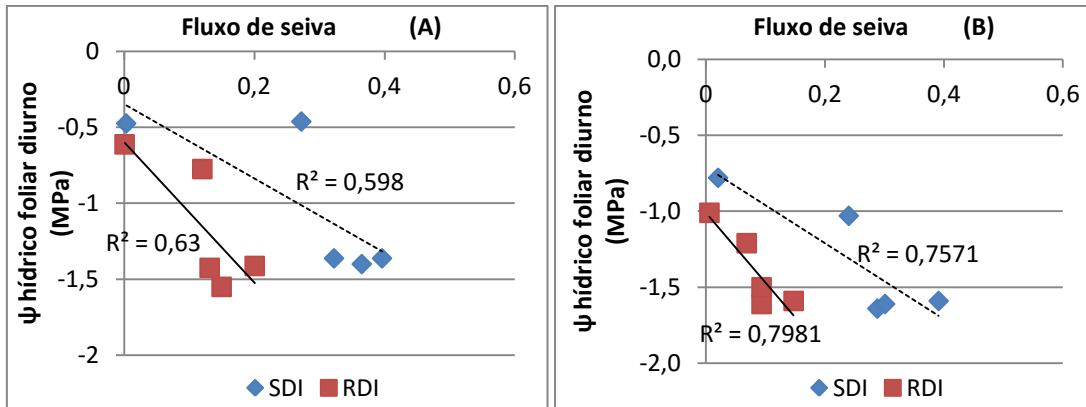 Fluxo de seiva (A)
0
0 0,2 0,4 0,6
-0,5
-1
-1,5
-2
ψ hídrico foliar diurno
(MPa)
R² = 0,598
R² = 0,63
SDI RDI
Fluxo de seiva (B)
0,0
0 0,2 0,4 0,6
-0,5
-1,0
-1,5
-2,0
ψ hídrico foliar diurno
(MPa)
R² = 0,7571
R² = 0,7981
SDI RDI